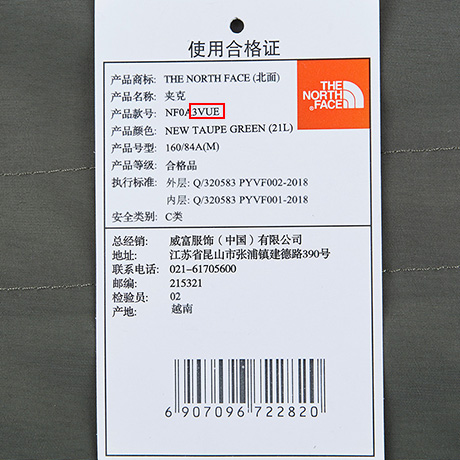 使用合格证
产品商标: THE NORTH FACE (北面)
产品名称: 夹克
产品款号: NF0A3VUE
产品颜色: NEW TAUPE GREEN (21L)
产品号型: 160/84A(M)
产品等级: 合格品
执行标准: 外层: Q/320583 PYVF002-2018
内层: Q/320583 PYVF001-2018
安全类别: C类
THE
NORTH
FACE
总经销: 威富服饰（中国）有限公司
地址: 江苏省昆山市张浦镇建德路390号
联系电话: 021-61705600
邮编: 215321
检验员: 02
产地: 越南
6 907096 722820